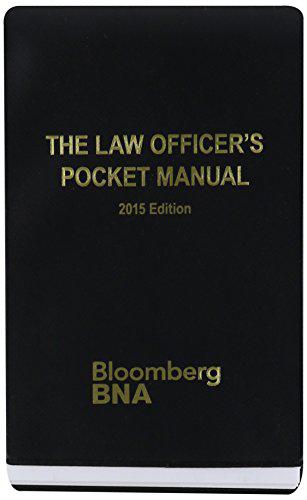 THE LAW OFFICER'S
POCKET MANUAL
2015 Edition
Bloomberg
BNA